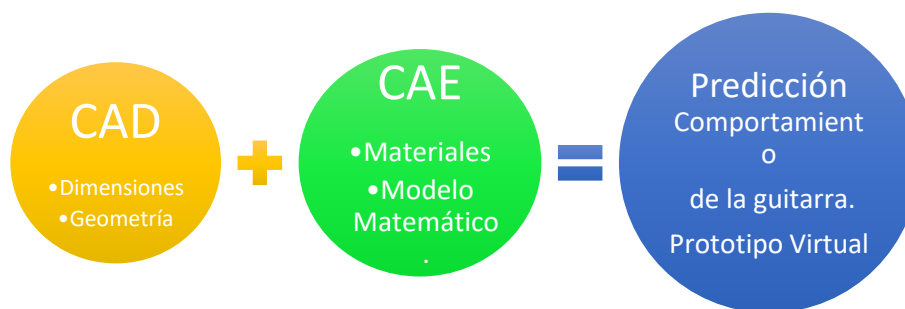 CAD
•Dimensiones
•Geometría
CAE
•Materiales
•Modelo
Matemático
.
Predicción
Comportamient
o
de la guitarra.
Prototipo Virtual